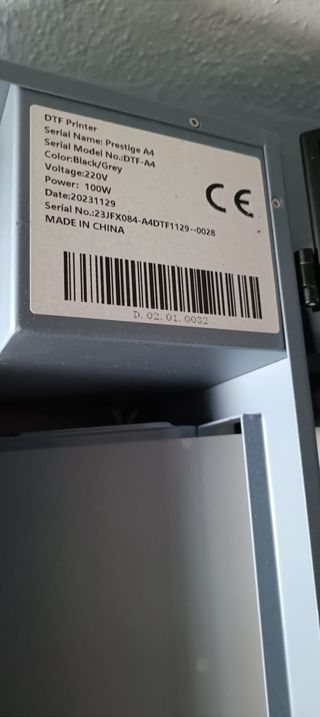 DTF Printer
Serial Name: Prestige A4
Serial Model No.:DTF-A4
Color:Black/Grey
Voltage:220V
Power: 100W
Date:20231129
Serial No.:23JFX084-A4DTF1129--0028
MADE IN CHINA
CE
D.02.01.0032